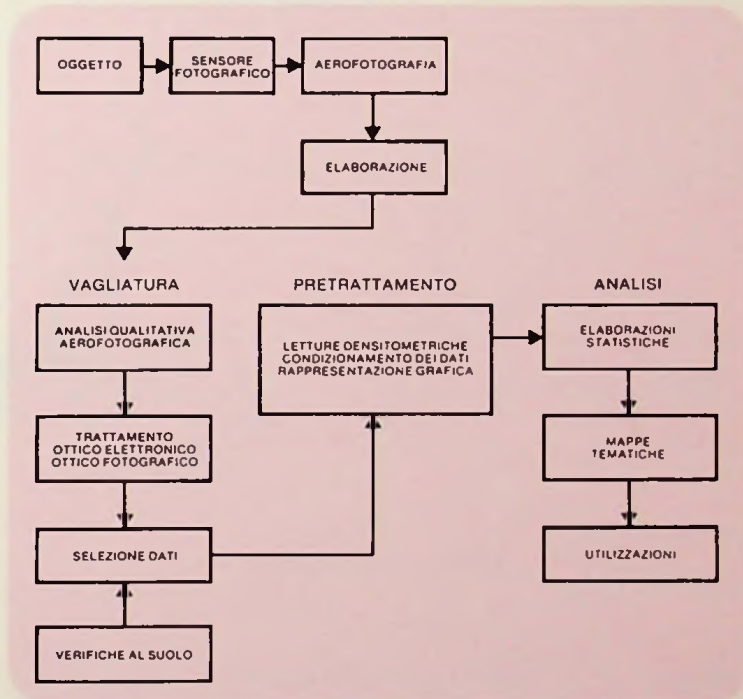 OGGETTO
SENSORE
FOTOGRAFICO
AEROFOTOGRAFIA
ELABORAZIONE
VAGLIATURA
ANALISI QUALITATIVA
AEROFOTOGRAFICA
TRATTAMENTO
OTTICO ELETTRONICO
OTTICO FOTOGRAFICO
SELEZIONE DATI
VERIFICHE AL SUOLO
PRETRATTAMENTO
LETTURE DENSITOMETRICHE
CONDIZIONAMENTO DEI DATI
RAPPRESENTAZIONE GRAFICA
ANALISI
ELABORAZIONI
STATISTICHE
MAPPE
TEMATICHE
UTILIZZAZIONI